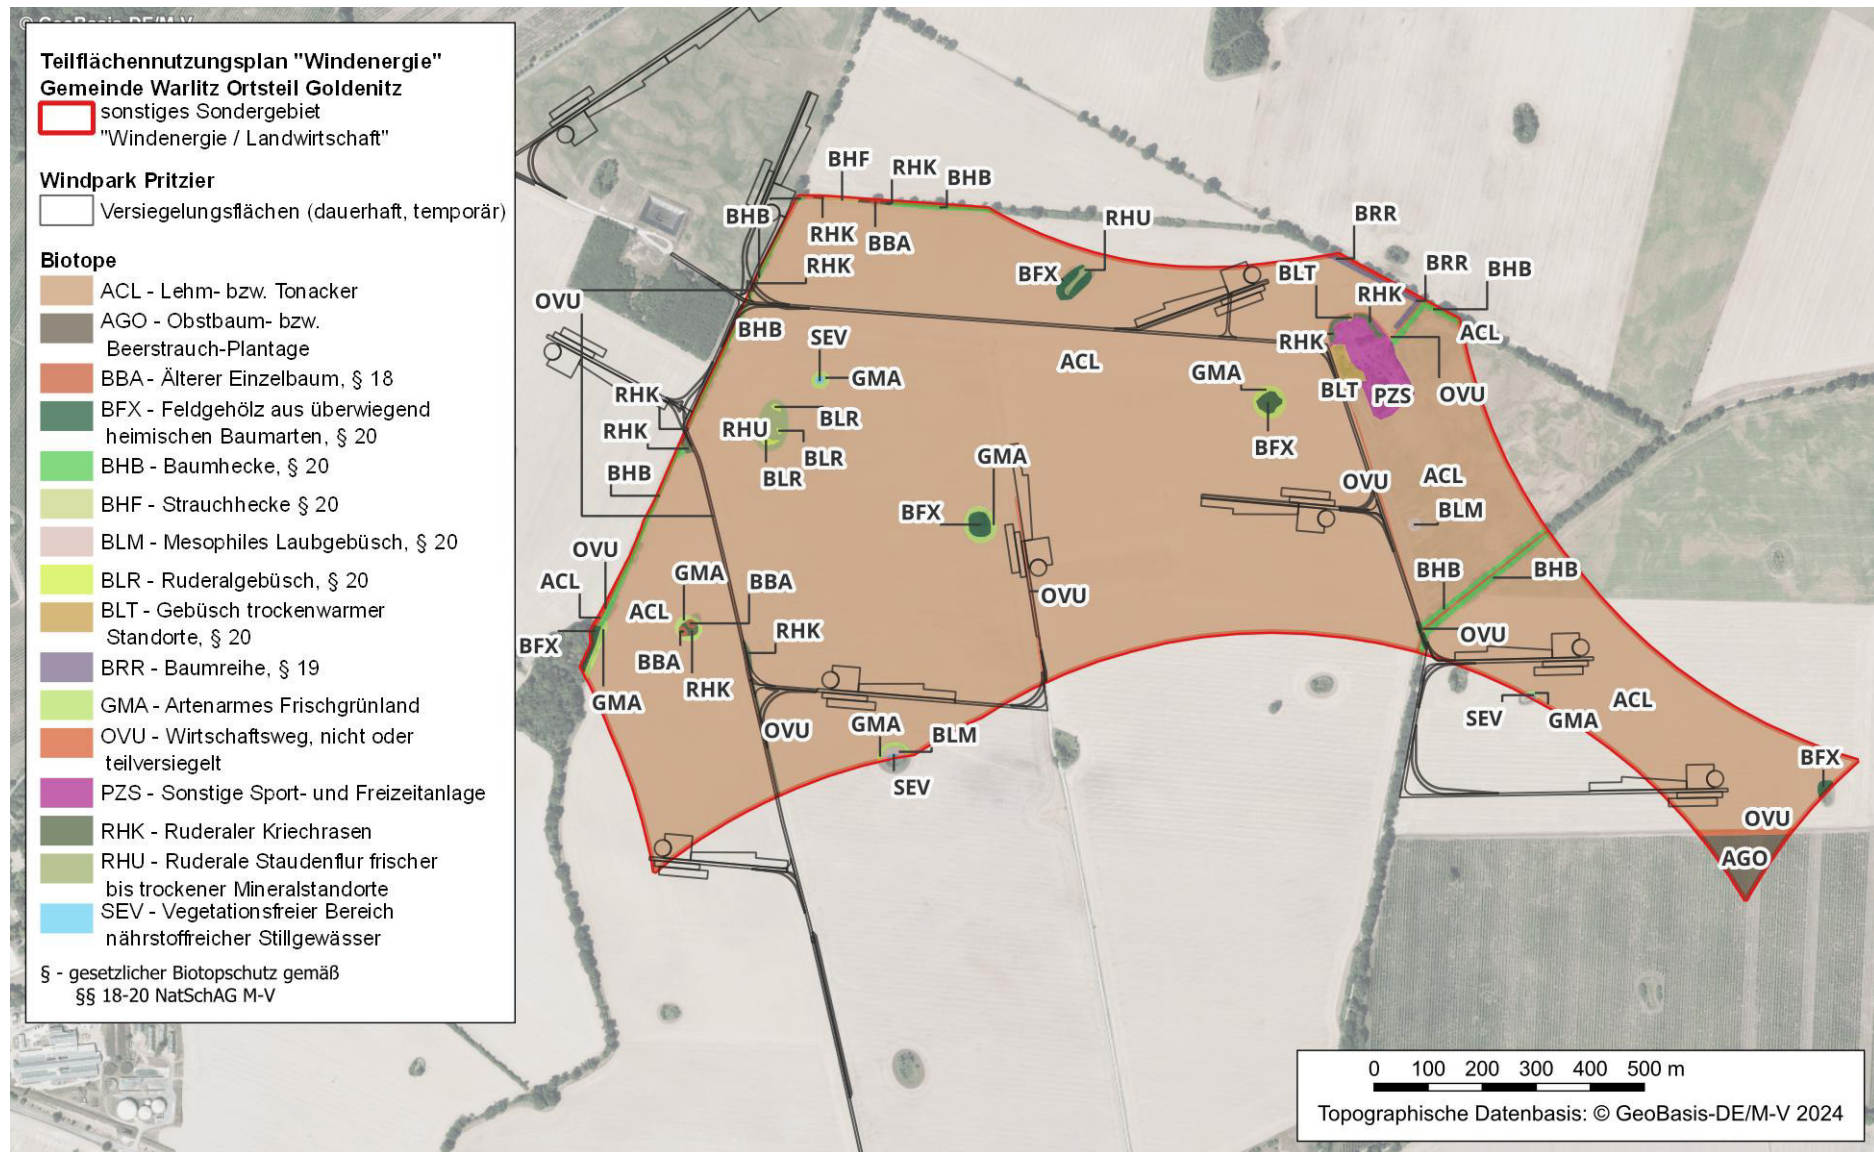 © GeoBasis-DE/M-V
Teilflächennutzungsplan "Windenergie"
Gemeinde Warlitz Ortsteil Goldenitz
sonstiges Sondergebiet
"Windenergie / Landwirtschaft"
Windpark Pritzier
Versiegelungsflächen (dauerhaft, temporär)
Biotope
ACL - Lehm- bzw. Tonacker
AGO - Obstbaum- bzw.
Beerstrauch-Plantage
BBA - Älterer Einzelbaum, § 18
BFX - Feldgehölz aus überwiegend
heimischen Baumarten, § 20
BHB - Baumhecke, § 20
BHF - Strauchhecke § 20
BLM - Mesophiles Laubgebüsch, § 20
BLR - Ruderalgebüsch, § 20
BLT - Gebüsch trockenwarmer
Standorte, § 20
BRR - Baumreihe, § 19
GMA - Artenarmes Frischgrünland
OVU - Wirtschaftsweg, nicht oder
teilversiegelt
PZS - Sonstige Sport- und Freizeitanlage
RHK - Ruderaler Kriechrasen
RHU - Ruderale Staudenflur frischer
bis trockener Mineralstandorte
SEV - Vegetationsfreier Bereich
nährstoffreicher Stillgewässer
§ - gesetzlicher Biotopschutz gemäß
§§ 18-20 NatSchAG M-V
BHF
RHK
BHB
BHB
RHK
BBA
RHU
BRR
RHK
BFX
BLT
BRR
BHB
OVU
RHK
BHB
SEV
ACL
RHK
ACL
GMA
GMA
BLT
PZS
OVU
RHK
RHK
RHU
BLR
BLR
BLR
BFX
GMA
BHB
OVU
ACL
BFX
BLM
OVU
ACL
GMA
BBA
BHB
BHB
OVU
ACL
BFX
BBA
RHK
RHK
OVU
GMA
OVU
GMA
BLM
SEV
SEV
GMA
ACL
BFX
OVU
AGO
0 100 200 300 400 500 m
Topographische Datenbasis: © GeoBasis-DE/M-V 2024